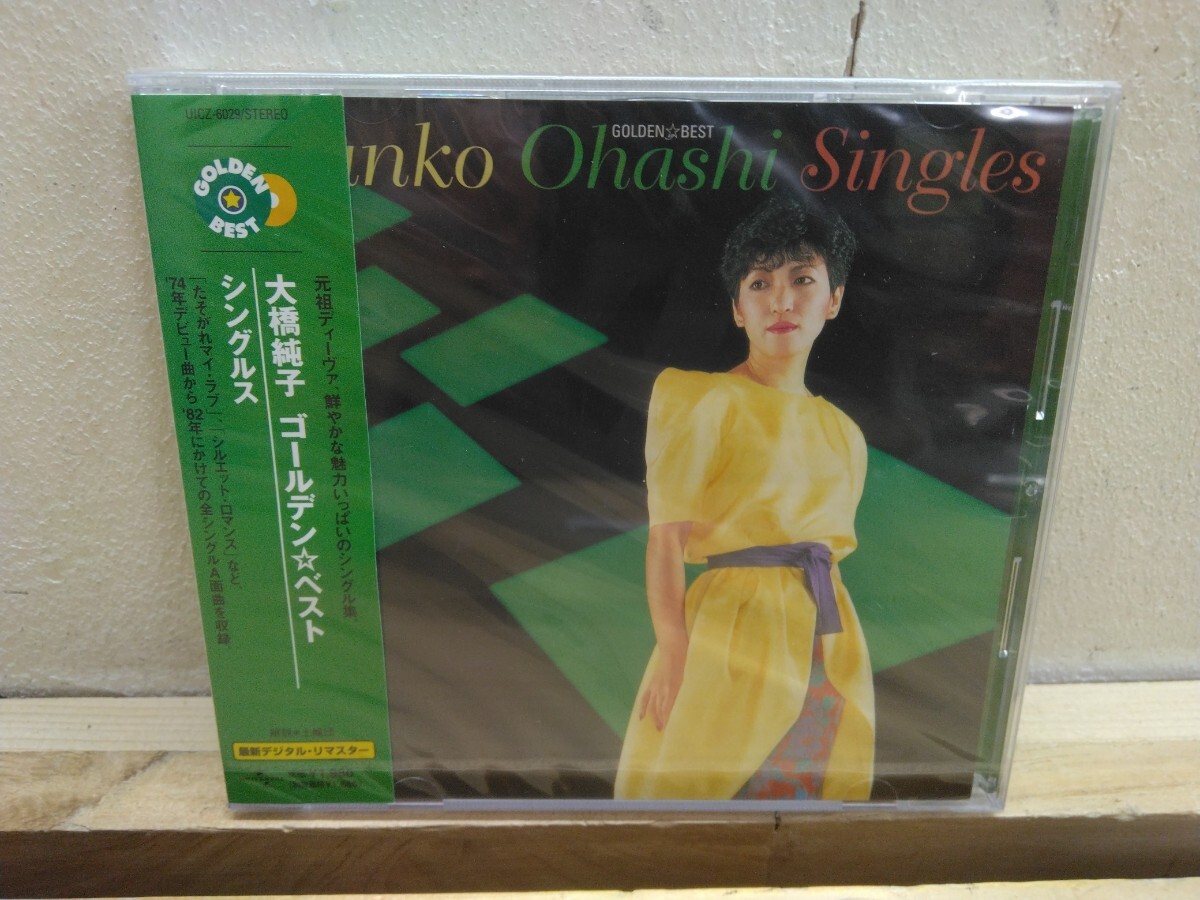 UICZ-6029/STEREO
GOLDEN BEST
大橋純子 ゴールデン☆ベスト
シングルス
元祖ディーヴァ、鮮やかな魅力いっぱいのシングル集。
「たそがれマイ・ラブ」、「シルエット・ロマンス」など、
'74年デビュー曲から'82年にかけての全シングルA面曲を収録
最新デジタル・リマスター
GOLDEN☆BEST
unko Ohashi Singles